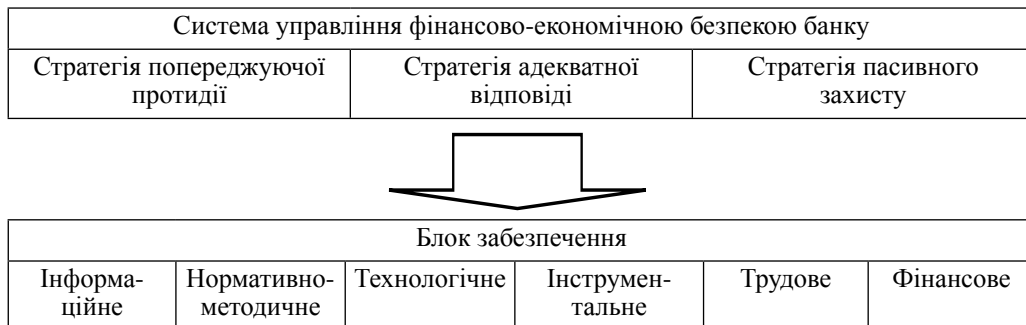 Система управління фінансово-економічною безпекою банку
Стратегія попереджуючої
протидії
Стратегія адекватної
відповіді
Стратегія пасивного
захисту
Блок забезпечення
Інформа-
ційне
Нормативно-
методичне
Технологічне
Інструмен-
тальне
Трудове
Фінансове